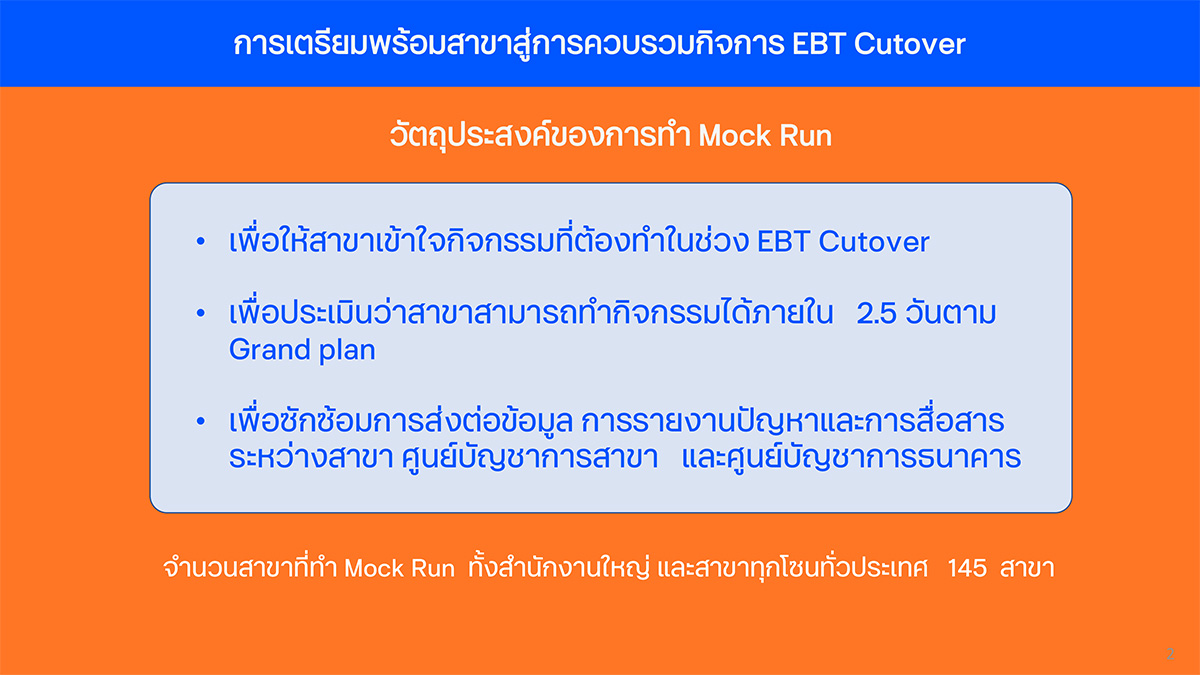 การเตรียมพร้อมสาขาสู่การควบรวมกิจการ EBT Cutover
วัตถุประสงค์ของการทำ Mock Run
• เพื่อให้สาขาเข้าใจกิจกรรมที่ต้องทำในช่วง EBT Cutover
• เพื่อประเมินว่าสาขาสามารถทำกิจกรรมได้ภายใน 2.5 วันตาม
Grand plan
• เพื่อซักซ้อมการส่งต่อข้อมูล การรายงานปัญหาและการสื่อสาร
ระหว่างสาขา ศูนย์บัญชาการสาขา และศูนย์บัญชาการธนาคาร
จำนวนสาขาที่ทำ Mock Run ทั้งสำนักงานใหญ่ และสาขาทุกโซนทั่วประเทศ 145 สาขา
2